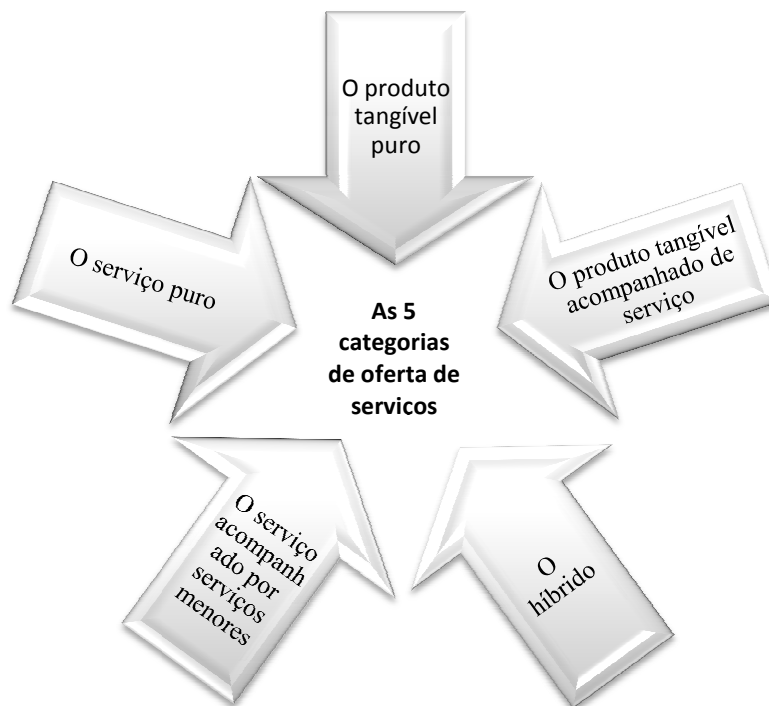 O produto
tangível
puro
O produto tangível
acompanhado de
serviço
O
híbrido
O serviço
acompanh
ado por
serviços
menores
O serviço puro
As 5
categorias
de oferta de
servicos